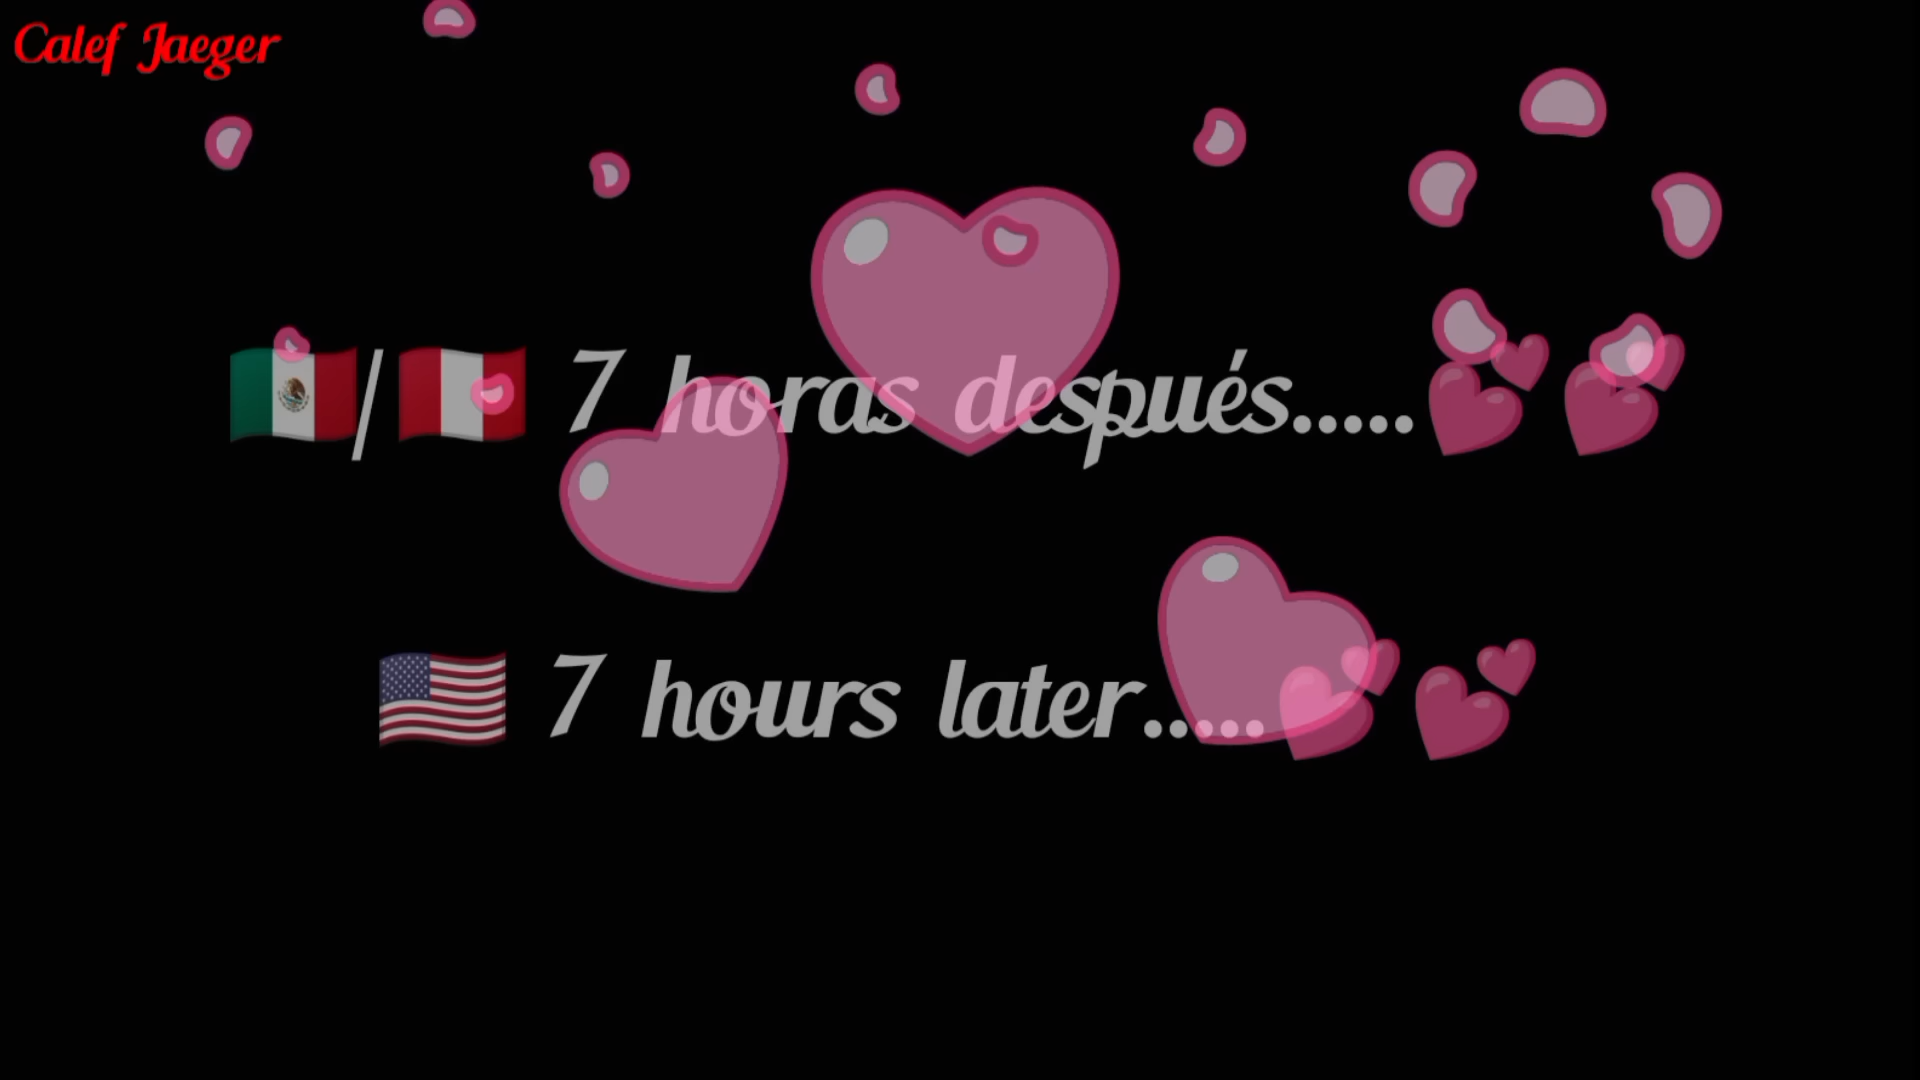 Calef Jaeger
🇲🇽/🇵🇪 7 horas después.....💕💕
🇺🇸 7 hours later.....💕💕